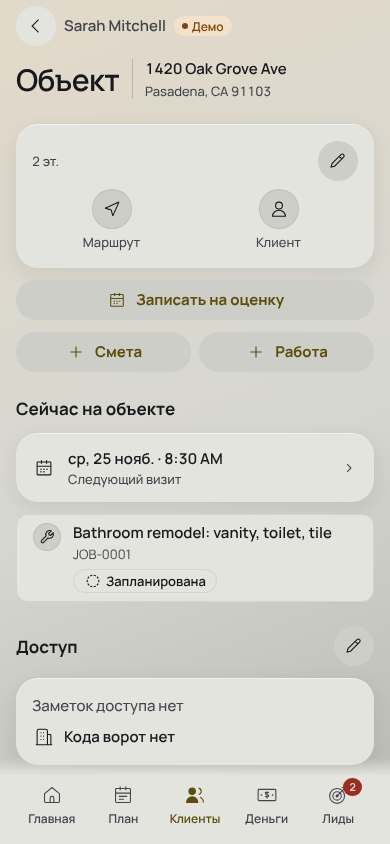 Sarah Mitchell
Демо
Объект
1420 Oak Grove Ave
Pasadena, CA 91103
2 эт.
Маршрут
Клиент
Записать на оценку
Смета
Работа
Сейчас на объекте
ср, 25 нояб. · 8:30 AM
Следующий визит
Bathroom remodel: vanity, toilet, tile
JOB-0001
Запланирована
Доступ
Заметок доступа нет
Кода ворот нет
2
Главная
План
Клиенты
Деньги
Лиды